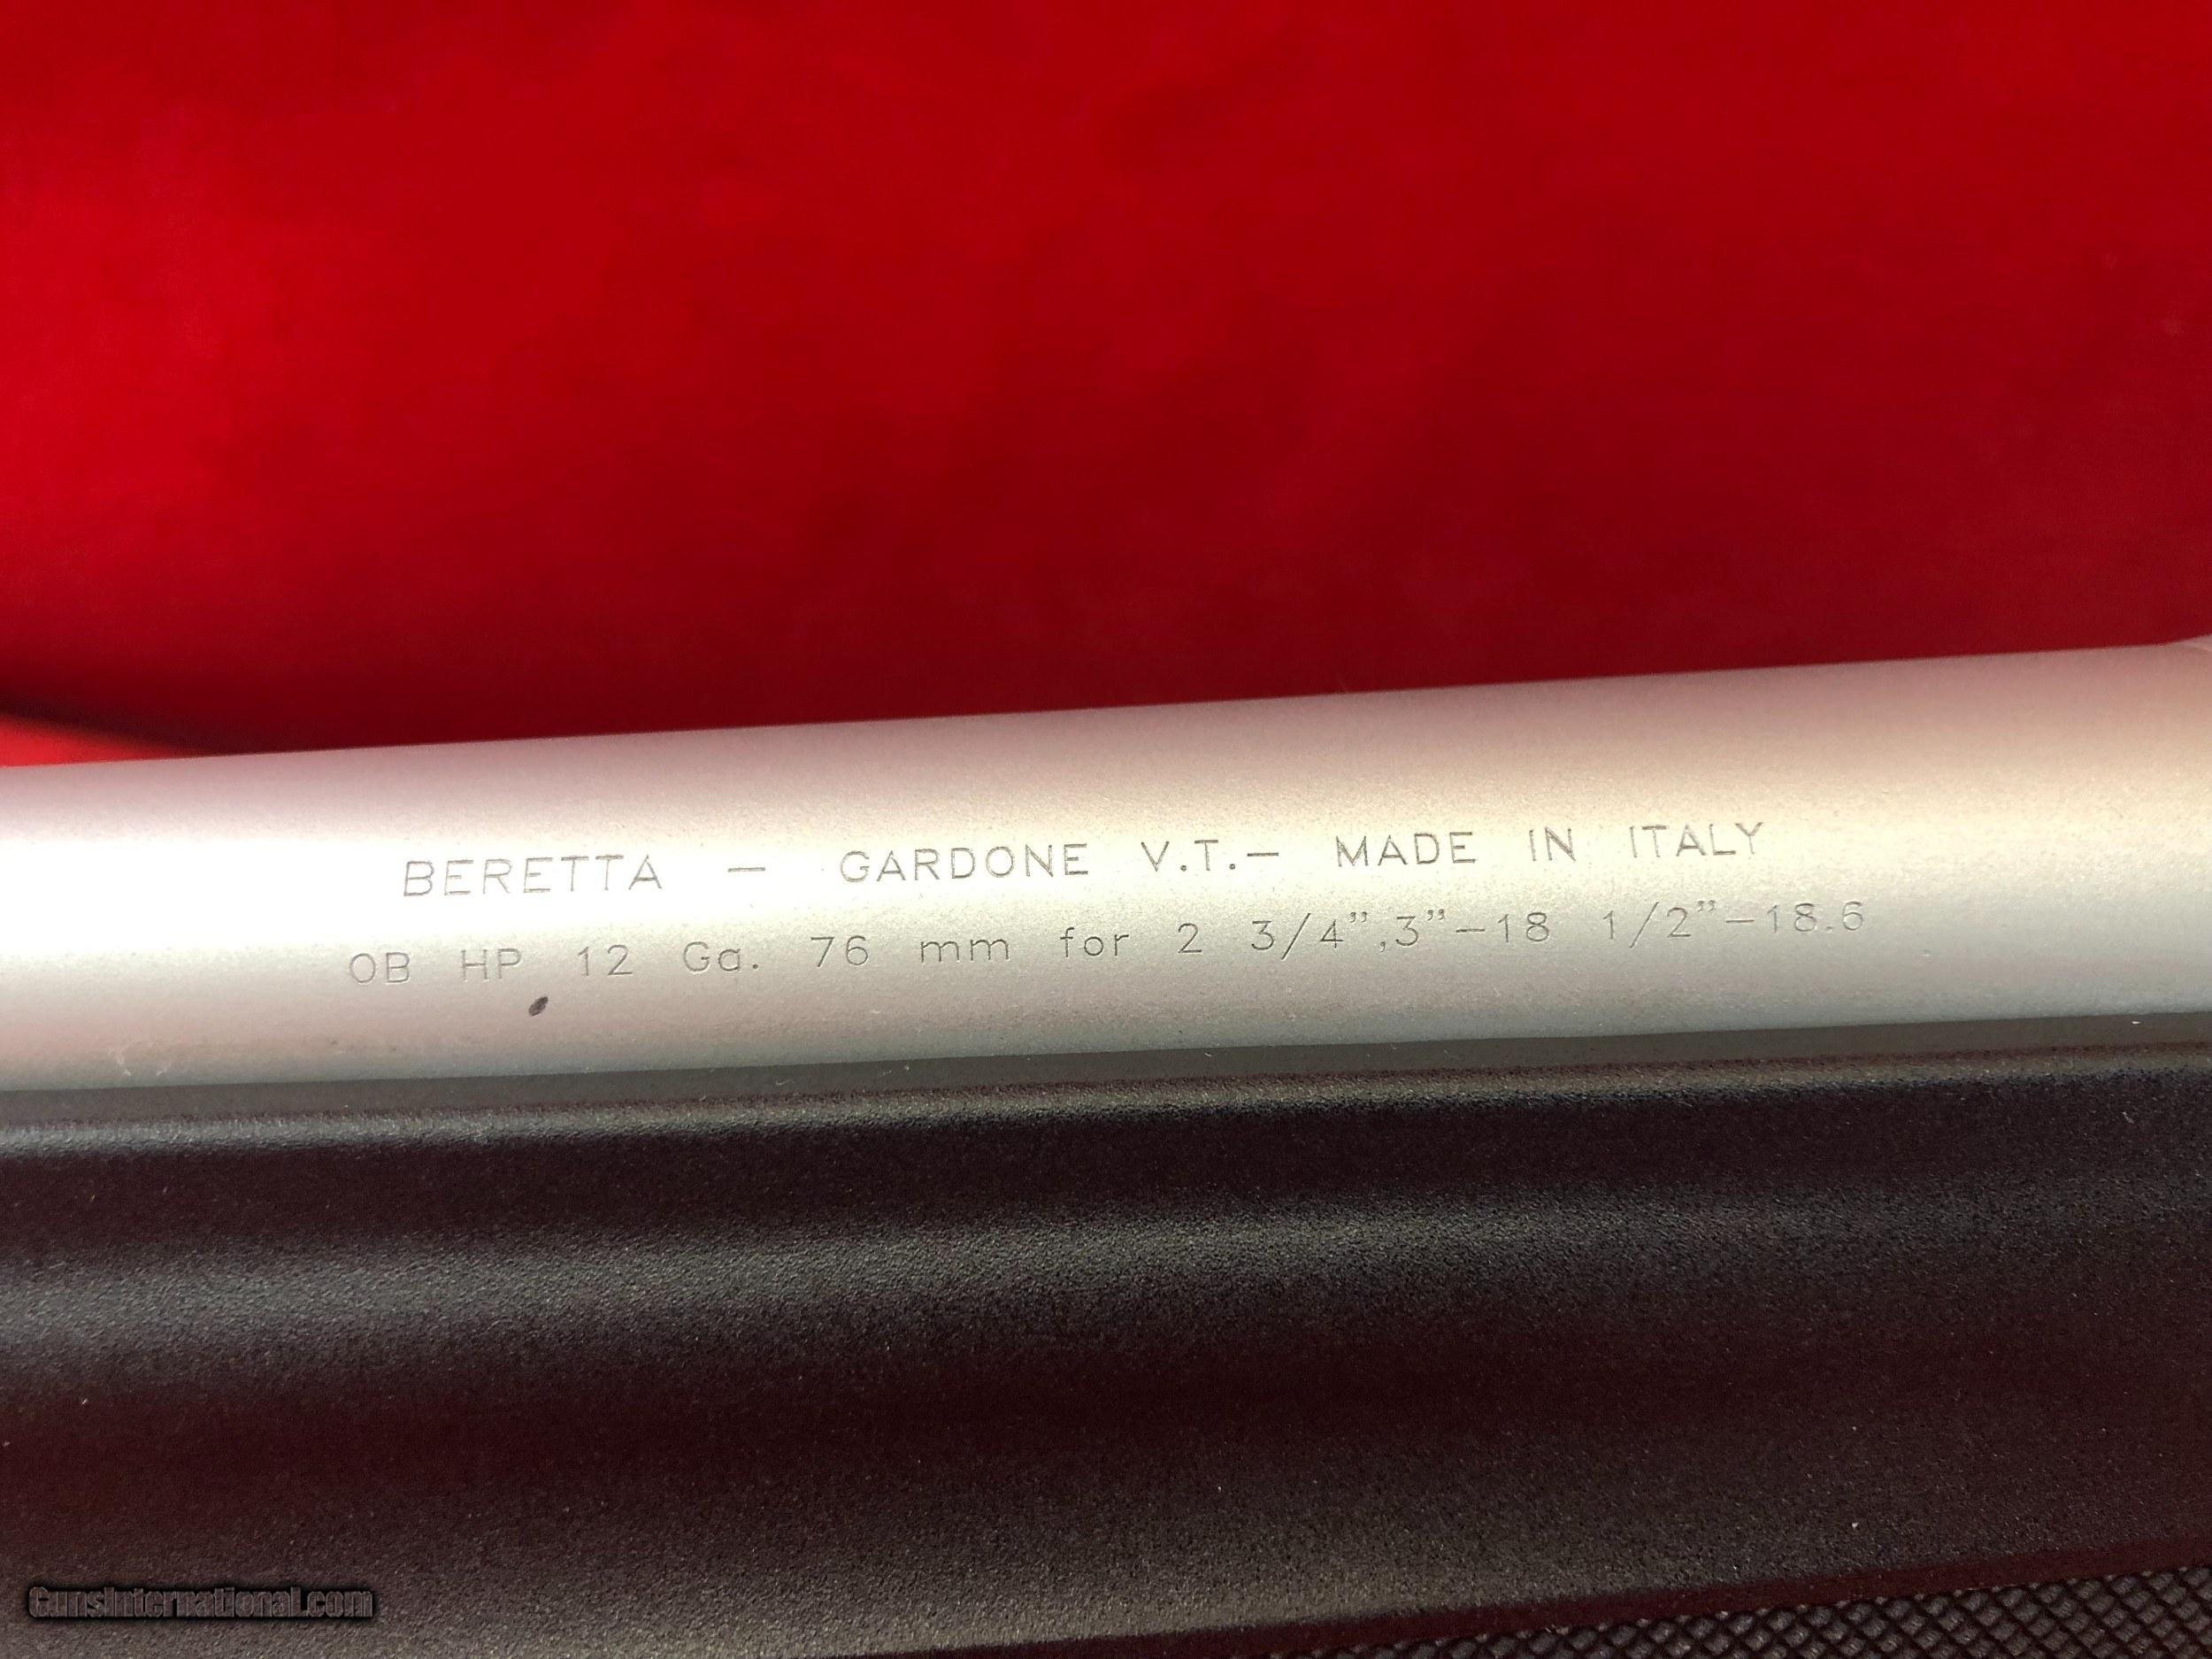 BERETTA — GARDONE V.T.— MADE IN ITALY
OB HP 12 Ga. 76 mm for 2 3/4",3"—18 1/2"—18.6
GunsInternational.com